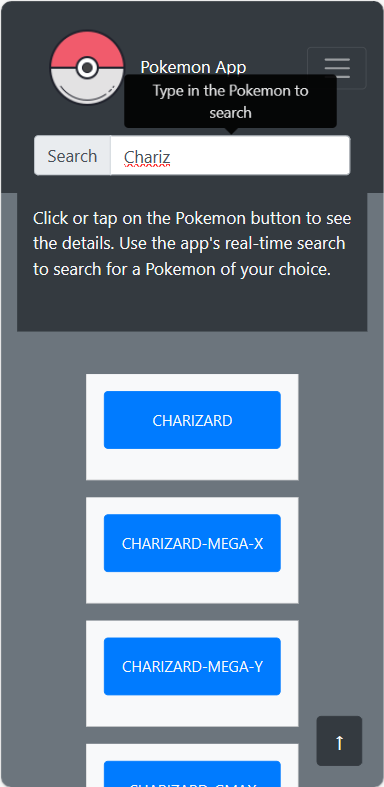 Pokemon App
Type in the Pokemon to
search
Search
Chariz
Click or tap on the Pokemon button to see
the details. Use the app's real-time search
to search for a Pokemon of your choice.
CHARIZARD
CHARIZARD-MEGA-X
CHARIZARD-MEGA-Y
CHARIZARD-GMAX
↑